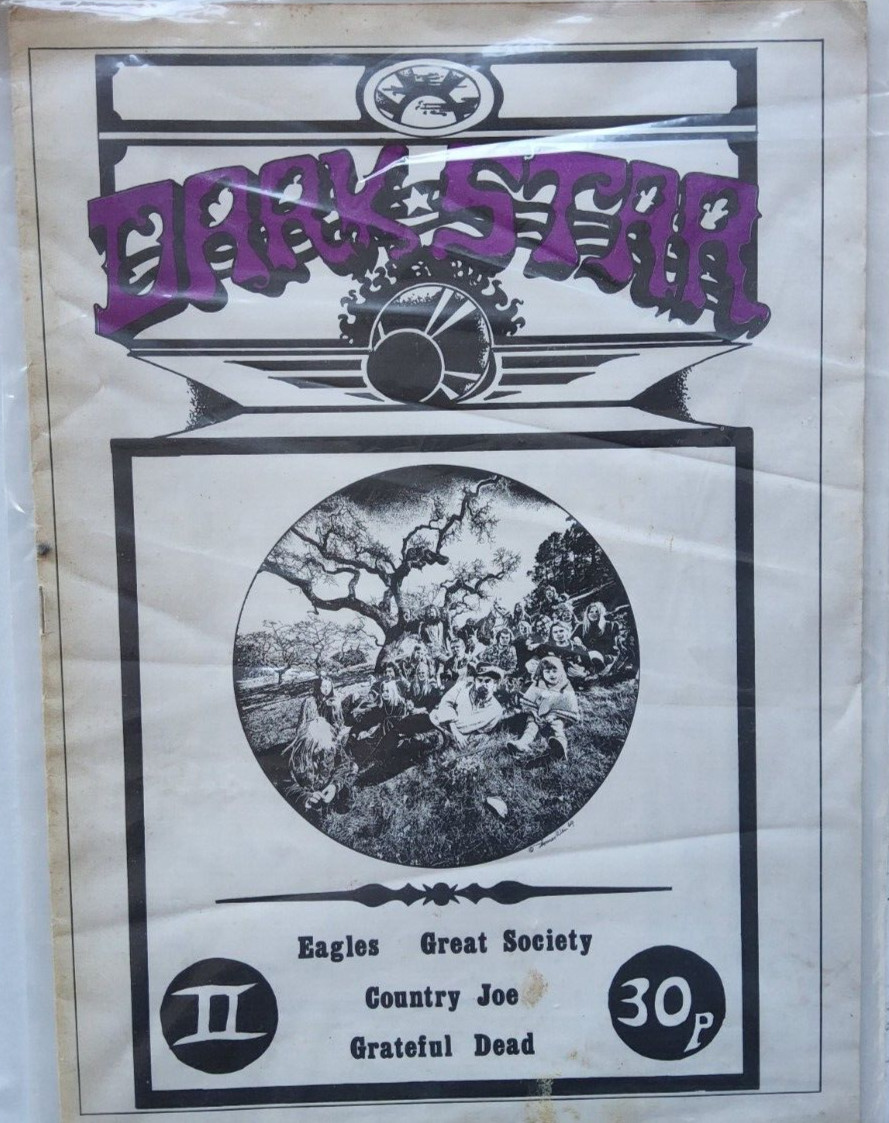 DARK STAR
Eagles Great Society
Country Joe
Grateful Dead
II
30p